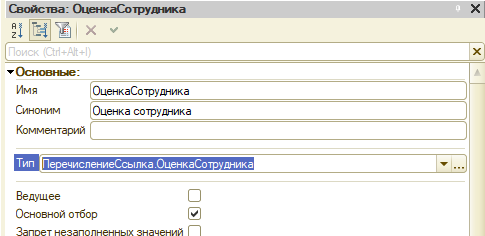 Свойства: ОценкаСотрудника
Поиск (Ctrl+Alt+I)
Основные:
Имя ОценкаСотрудника
Синоним Оценка сотрудника
Комментарий
Тип ПеречислениеСсылка.ОценкаСотрудника
Ведущее
Основной отбор
Запрет незаполненных значений